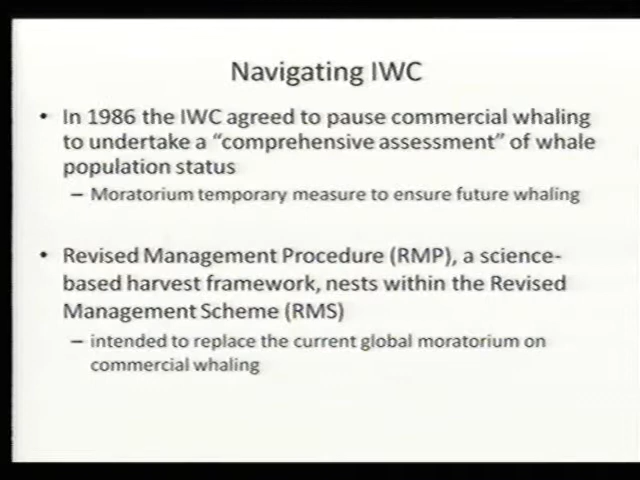 Navigating IWC
• In 1986 the IWC agreed to pause commercial whaling
to undertake a “comprehensive assessment” of whale
population status
– Moratorium temporary measure to ensure future whaling
• Revised Management Procedure (RMP), a science-
based harvest framework, nests within the Revised
Management Scheme (RMS)
– intended to replace the current global moratorium on
commercial whaling